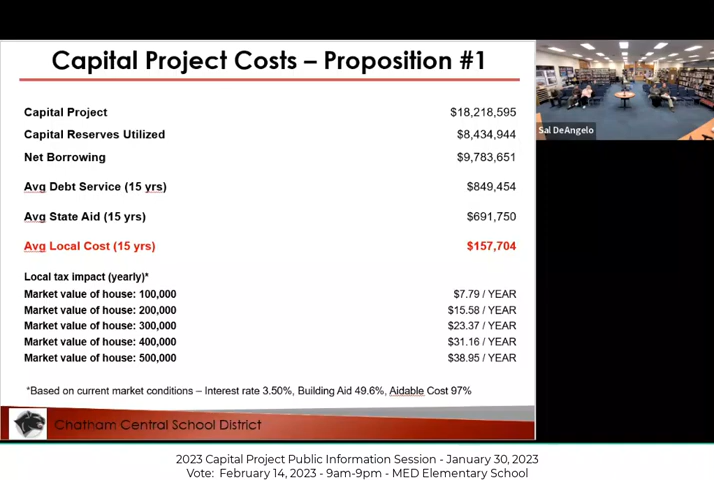 Capital Project Costs – Proposition #1
Capital Project $18,218,595
Capital Reserves Utilized $8,434,944
Net Borrowing $9,783,651
Avg Debt Service (15 yrs) $849,454
Avg State Aid (15 yrs) $691,750
Avg Local Cost (15 yrs) $157,704
Local tax impact (yearly)*
Market value of house: 100,000 $7.79 / YEAR
Market value of house: 200,000 $15.58 / YEAR
Market value of house: 300,000 $23.37 / YEAR
Market value of house: 400,000 $31.16 / YEAR
Market value of house: 500,000 $38.95 / YEAR
*Based on current market conditions – Interest rate 3.50%, Building Aid 49.6%, Aidable Cost 97%
Chatham Central School District
Sal DeAngelo
2023 Capital Project Public Information Session - January 30, 2023
Vote: February 14, 2023 - 9am-9pm - MED Elementary School